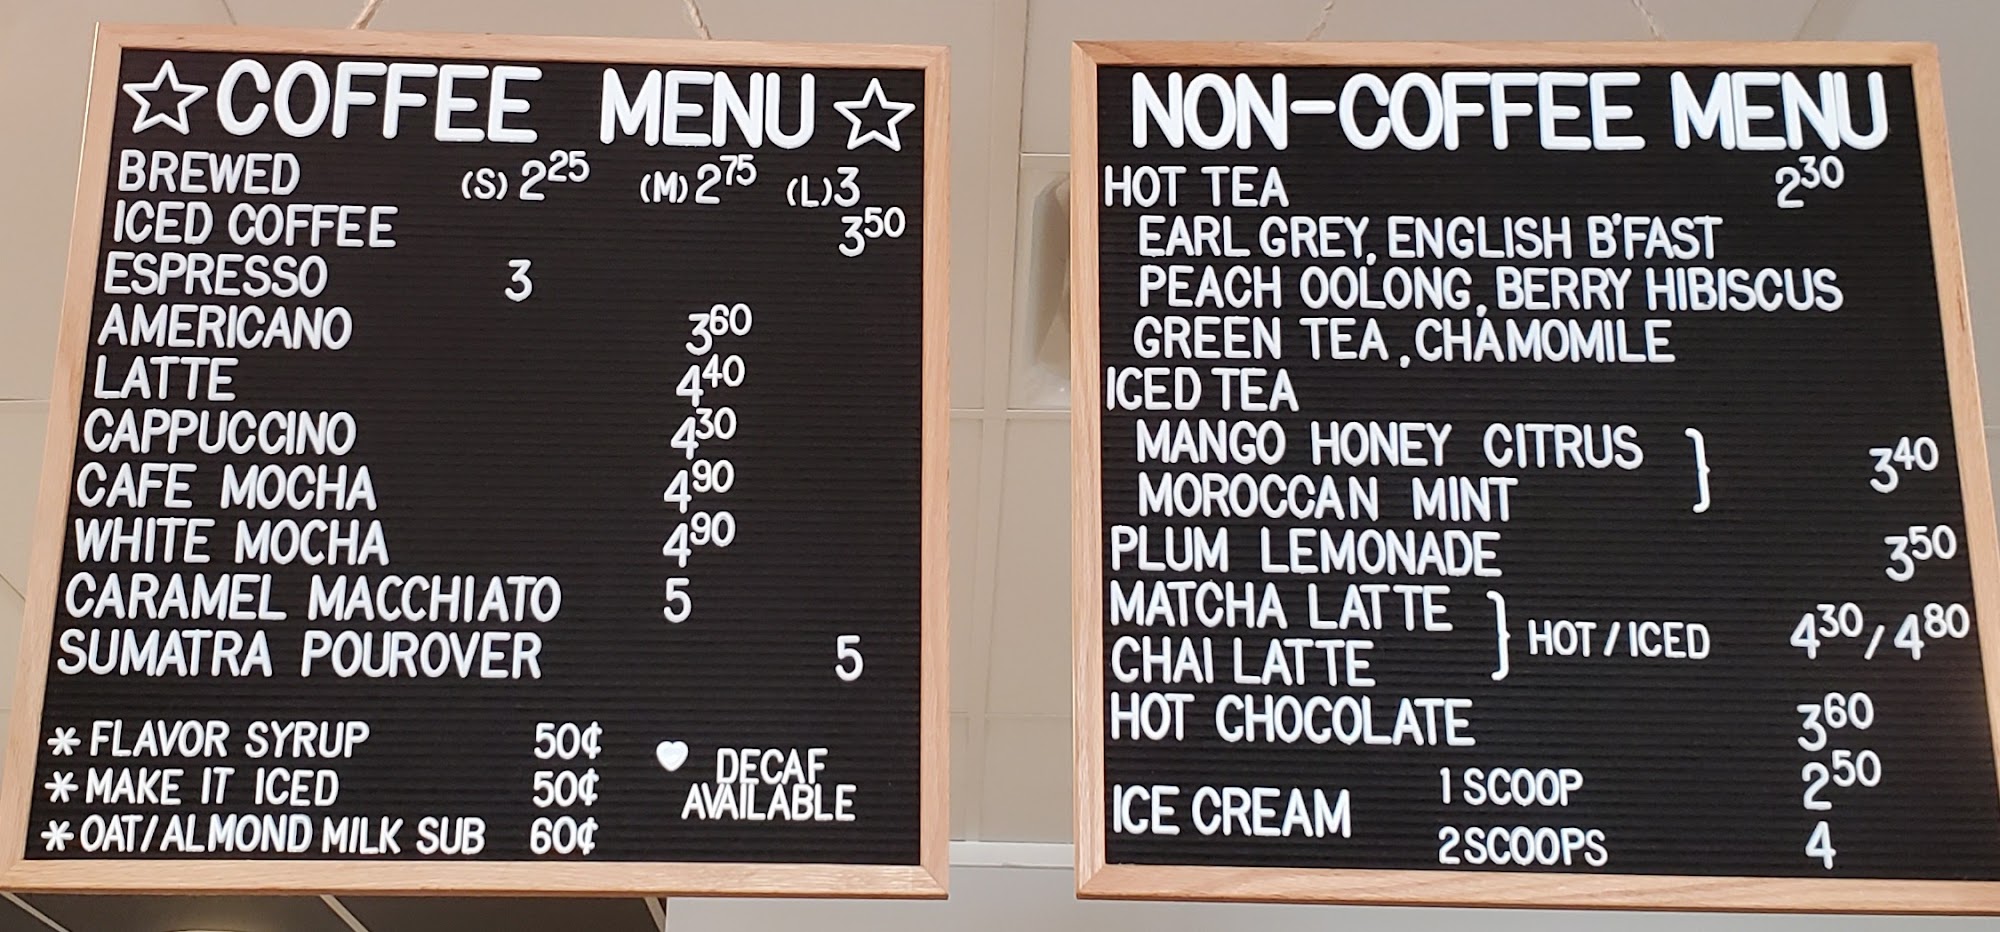 ☆ COFFEE MENU ☆
BREWED (S) 2²⁵ (M) 2⁷⁵ (L) 3
ICED COFFEE 3⁵⁰
ESPRESSO 3
AMERICANO 3⁶⁰
LATTE 4⁴⁰
CAPPUCCINO 4³⁰
CAFE MOCHA 4⁹⁰
WHITE MOCHA 4⁹⁰
CARAMEL MACCHIATO 5
SUMATRA POUROVER 5
* FLAVOR SYRUP 50¢
* MAKE IT ICED 50¢
* OAT/ALMOND MILK SUB 60¢
♥ DECAF
AVAILABLE
NON-COFFEE MENU
HOT TEA 2³⁰
EARL GREY, ENGLISH B'FAST
PEACH OOLONG, BERRY HIBISCUS
GREEN TEA, CHAMOMILE
ICED TEA
MANGO HONEY CITRUS
MOROCCAN MINT } 3⁴⁰
PLUM LEMONADE 3⁵⁰
MATCHA LATTE
CHAI LATTE } HOT / ICED 4³⁰ / 4⁸⁰
HOT CHOCOLATE 3⁶⁰
ICE CREAM 1 SCOOP 2⁵⁰
2 SCOOPS 4